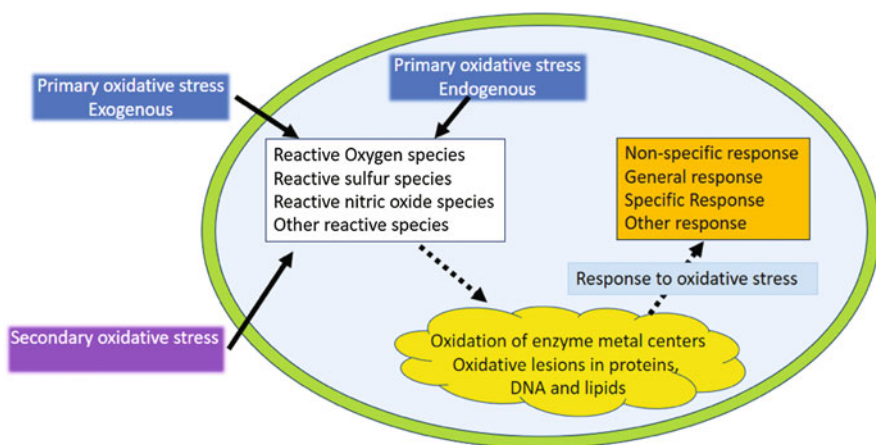 Primary oxidative stress
Exogenous
Primary oxidative stress
Endogenous
Reactive Oxygen species
Reactive sulfur species
Reactive nitric oxide species
Other reactive species
Non-specific response
General response
Specific Response
Other response
Response to oxidative stress
Secondary oxidative stress
Oxidation of enzyme metal centers
Oxidative lesions in proteins,
DNA and lipids